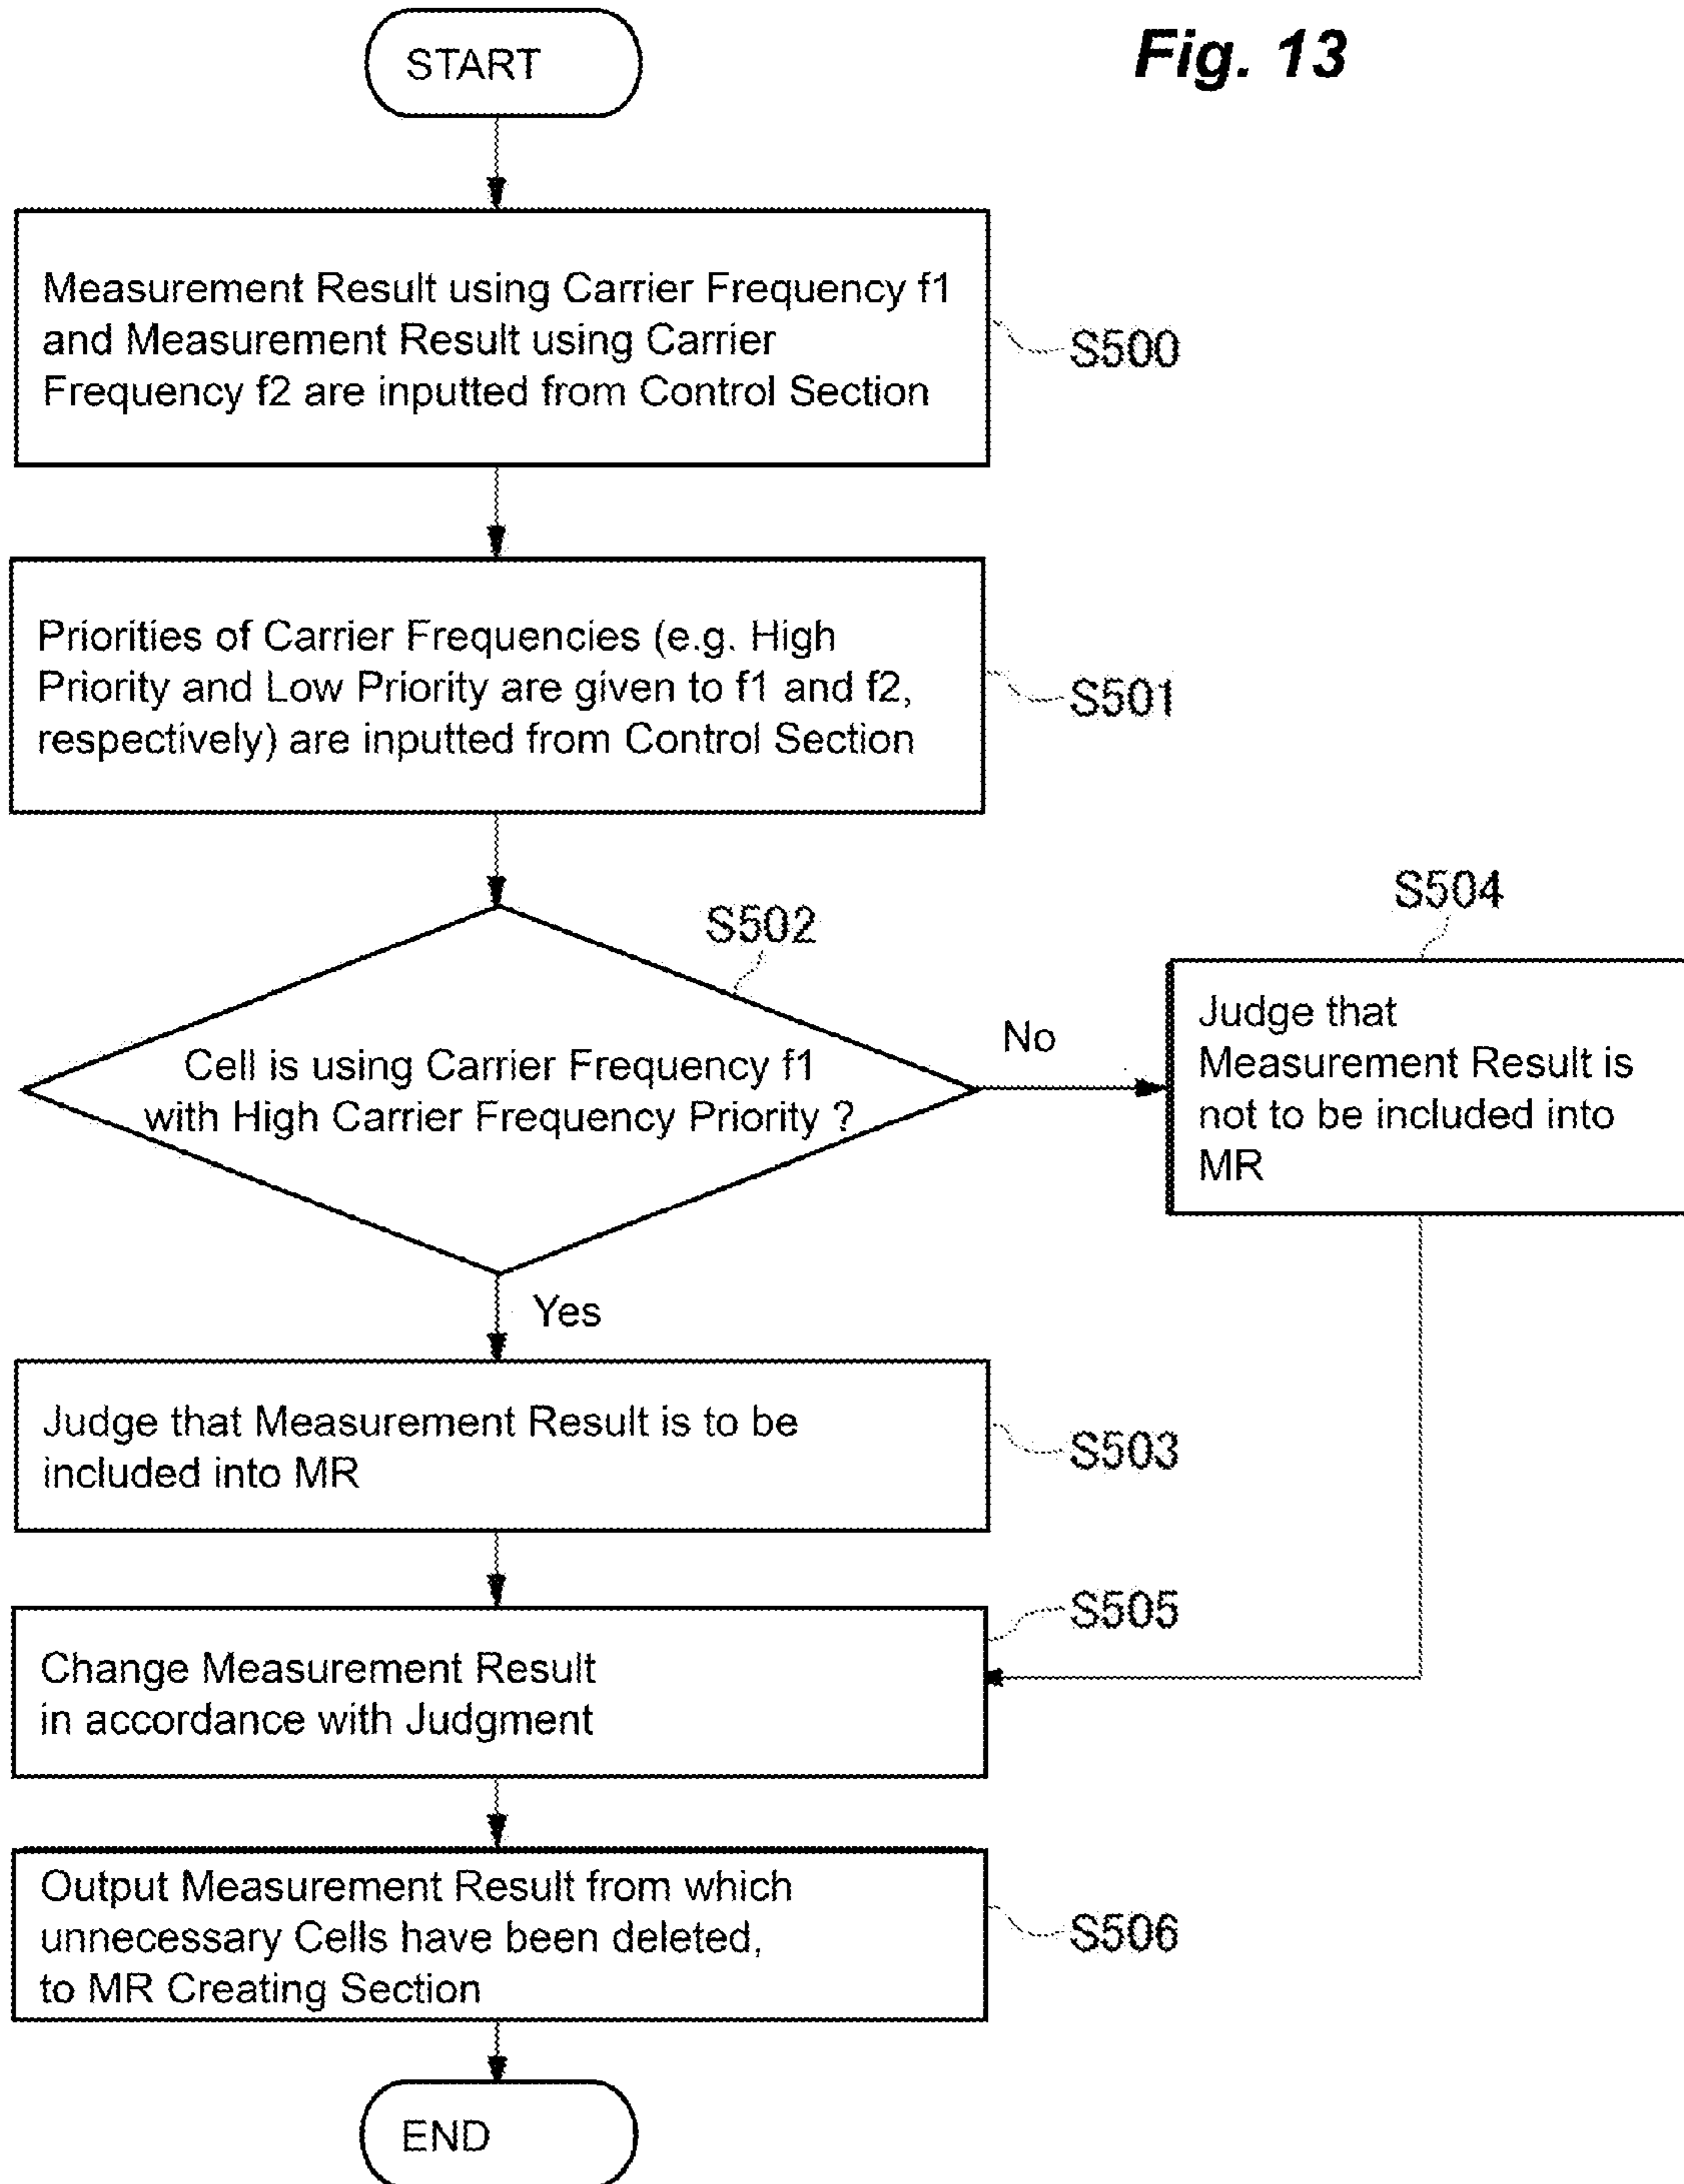 Fig. 13
START
Measurement Result using Carrier Frequency f1
and Measurement Result using Carrier
Frequency f2 are inputted from Control Section
S500
Priorities of Carrier Frequencies (e.g. High
Priority and Low Priority are given to f1 and f2,
respectively) are inputted from Control Section
S501
S502
Cell is using Carrier Frequency f1
with High Carrier Frequency Priority ?
No
S504
Judge that
Measurement Result is
not to be included into
MR
Yes
Judge that Measurement Result is to be
included into MR
S503
Change Measurement Result
in accordance with Judgment
S505
Output Measurement Result from which
unnecessary Cells have been deleted,
to MR Creating Section
S506
END